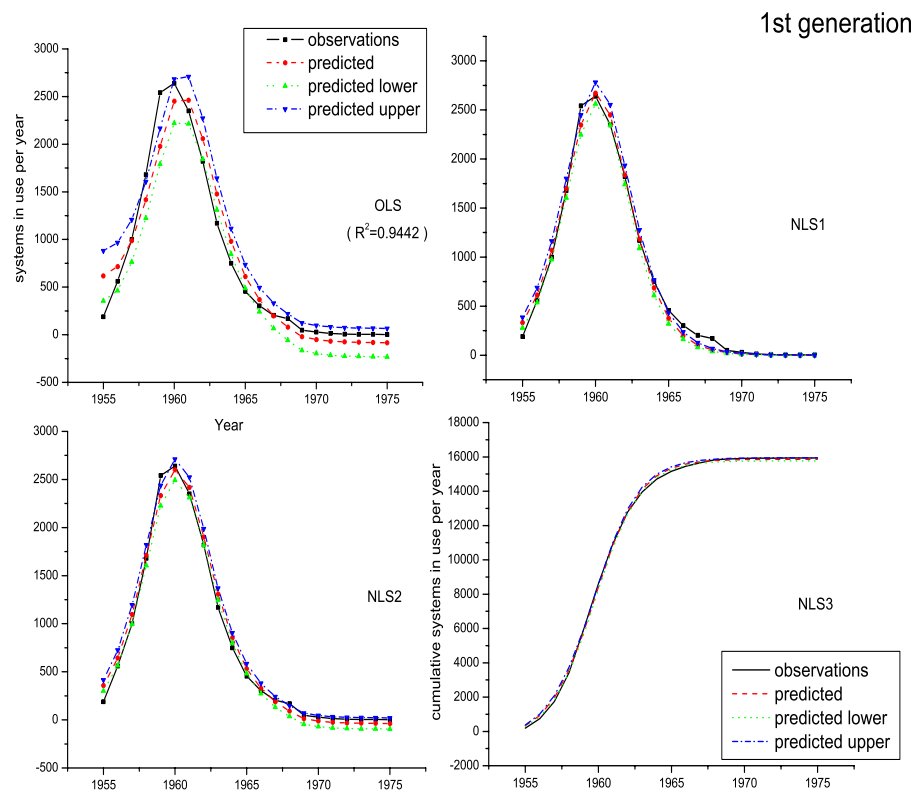 1st generation
observations
predicted
predicted lower
predicted upper
3000
2500
2000
1500
1000
500
0
-500
systems in use per year
OLS
( R²=0.9442 )
1955 1960 1965 1970 1975
Year
3000
2500
2000
1500
1000
500
0
NLS1
1955 1960 1965 1970 1975
3000
2500
2000
1500
1000
500
0
-500
NLS2
1955 1960 1965 1970 1975
18000
16000
14000
12000
10000
8000
6000
4000
2000
0
-2000
cumulative systems in use per year
NLS3
observations
predicted
predicted lower
predicted upper
1955 1960 1965 1970 1975